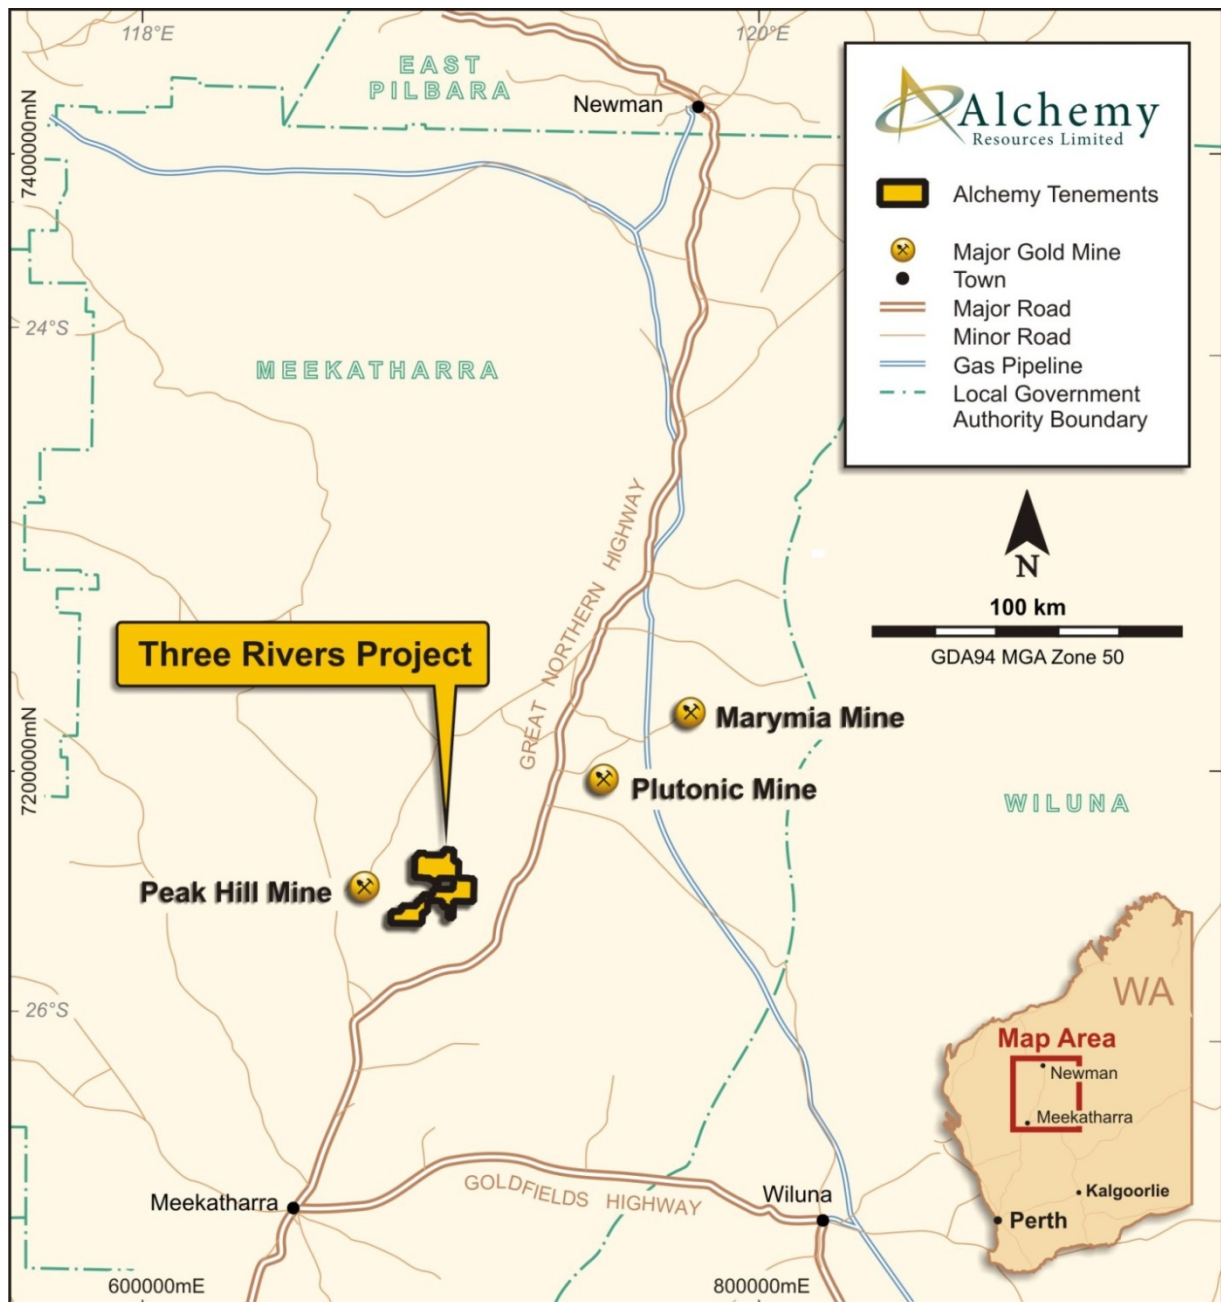 118°E
120°E
EAST
PILBARA
Newman
7400000mN
Alchemy
Resources Limited
Alchemy Tenements
Major Gold Mine
Town
Major Road
Minor Road
Gas Pipeline
Local Government
Authority Boundary
24°S
MEEKATHARRA
GREAT NORTHERN HIGHWAY
N
100 km
GDA94 MGA Zone 50
Three Rivers Project
7200000mN
Marymia Mine
Plutonic Mine
WILUNA
Peak Hill Mine
26°S
WA
Map Area
Newman
Meekatharra
Kalgoorlie
Perth
Meekatharra
GOLDFIELDS HIGHWAY
Wiluna
600000mE
800000mE